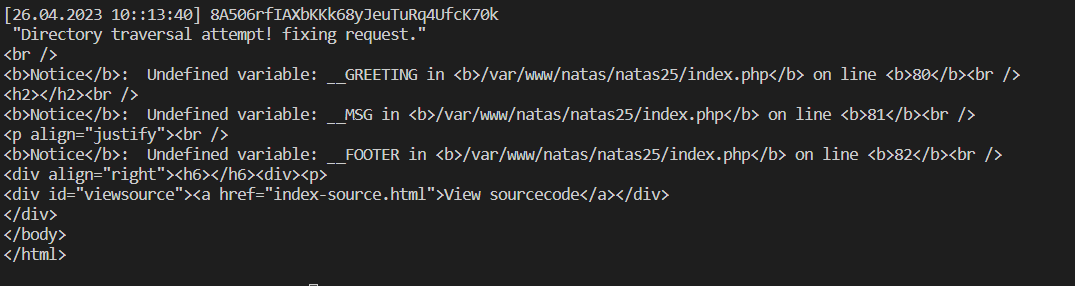 [26.04.2023 10::13:40] 8A506rfIAXbKKk68yJeuTuRq4UfcK70k
"Directory traversal attempt! fixing request."
<br />
<b>Notice</b>:  Undefined variable: __GREETING in <b>/var/www/natas/natas25/index.php</b> on line <b>80</b><br />
<h2></h2><br />
<b>Notice</b>:  Undefined variable: __MSG in <b>/var/www/natas/natas25/index.php</b> on line <b>81</b><br />
<p align="justify"><br />
<b>Notice</b>:  Undefined variable: __FOOTER in <b>/var/www/natas/natas25/index.php</b> on line <b>82</b><br />
<div align="right"><h6></h6><div><p>
<div id="viewsource"><a href="index-source.html">View sourcecode</a></div>
</div>
</body>
</html>